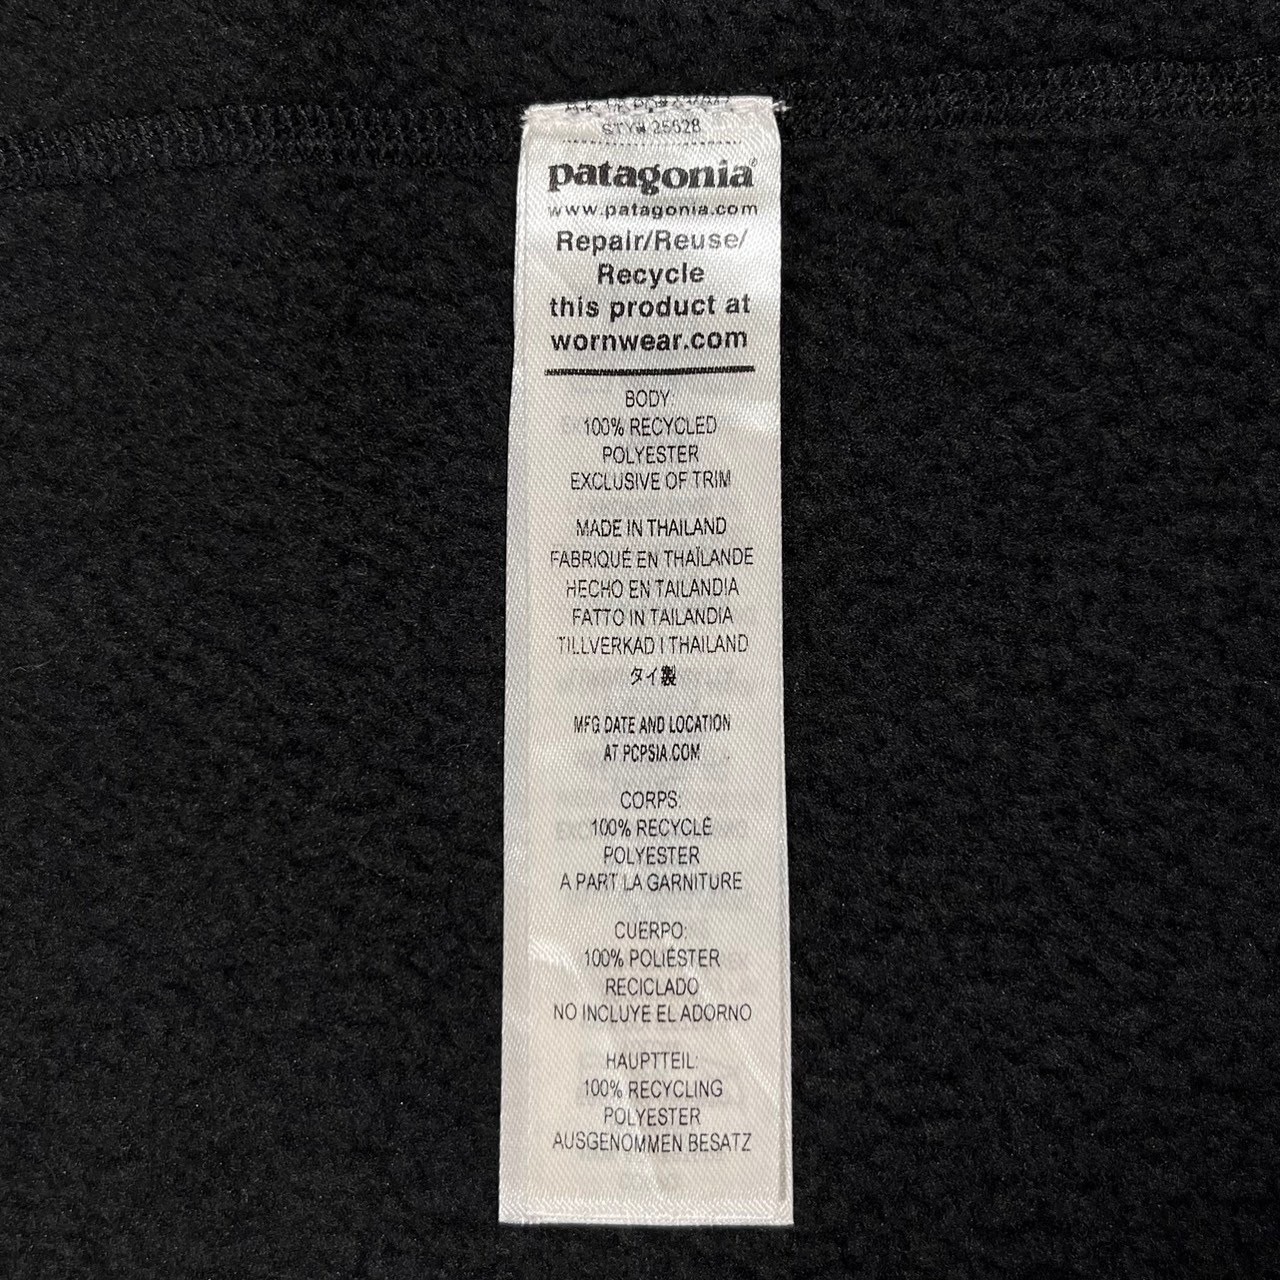 STY# 25528
patagonia®
www.patagonia.com
Repair/Reuse/
Recycle
this product at
wornwear.com
BODY:
100% RECYCLED
POLYESTER
EXCLUSIVE OF TRIM
MADE IN THAILAND
FABRIQUÉ EN THAÏLANDE
HECHO EN TAILANDIA
FATTO IN TAILANDIA
TILLVERKAD I THAILAND
タイ製
MFG DATE AND LOCATION
AT PCPSIA.COM
CORPS:
100% RECYCLÉ
POLYESTER
A PART LA GARNITURE
CUERPO:
100% POLIÉSTER
RECICLADO
NO INCLUYE EL ADORNO
HAUPTTEIL:
100% RECYCLING
POLYESTER
AUSGENOMMEN BESATZ